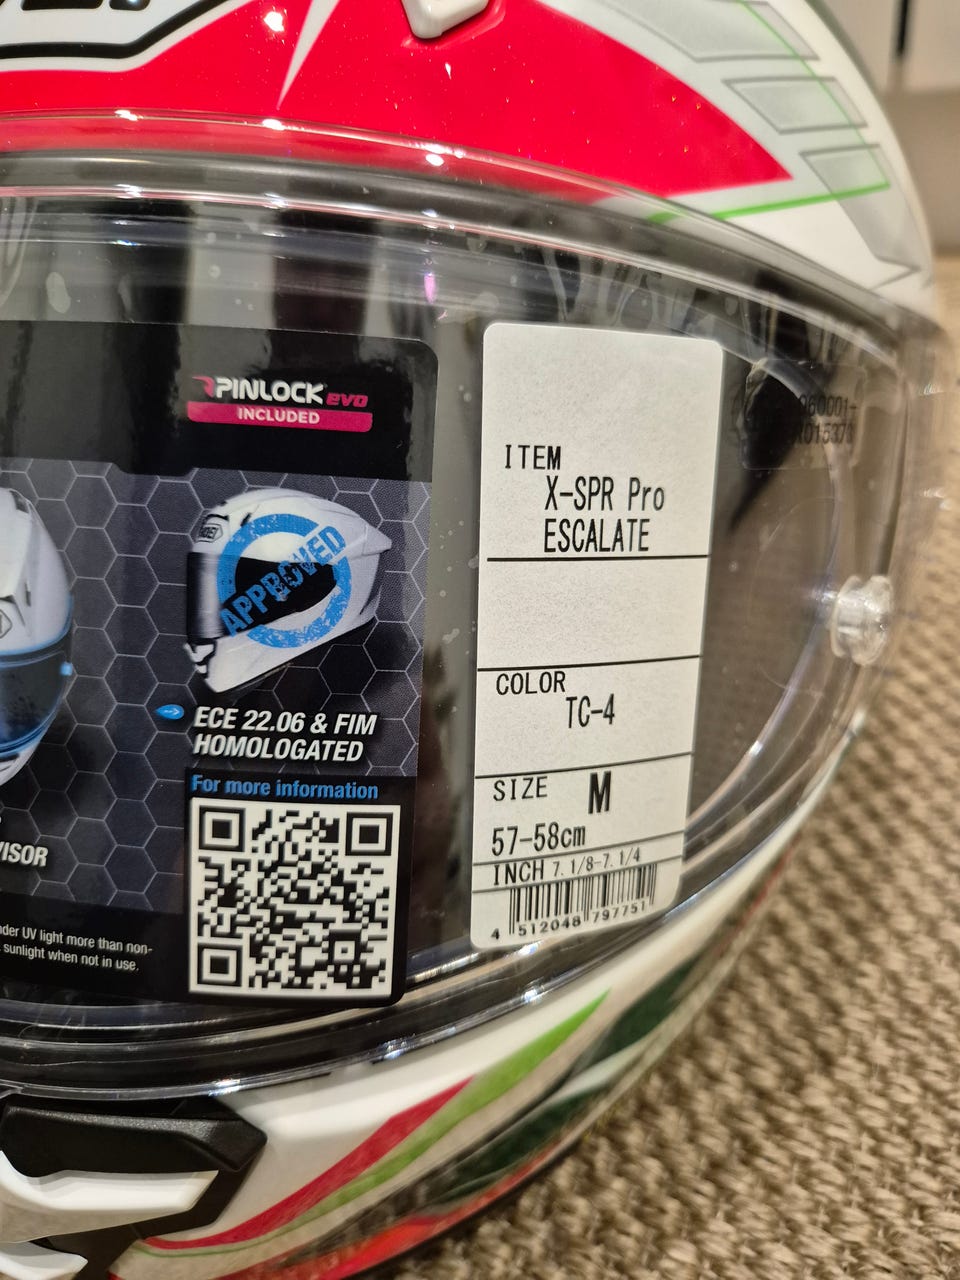 PINLOCK evo
INCLUDED
APPROVED
ECE 22.06 & FIM
HOMOLOGATED
For more information
VISOR
der UV light more than non-
sunlight when not in use.
ITEM
X-SPR Pro
ESCALATE
COLOR
TC-4
SIZE M
57-58cm
INCH 7.1/8-7.1/4
4 512048 797751